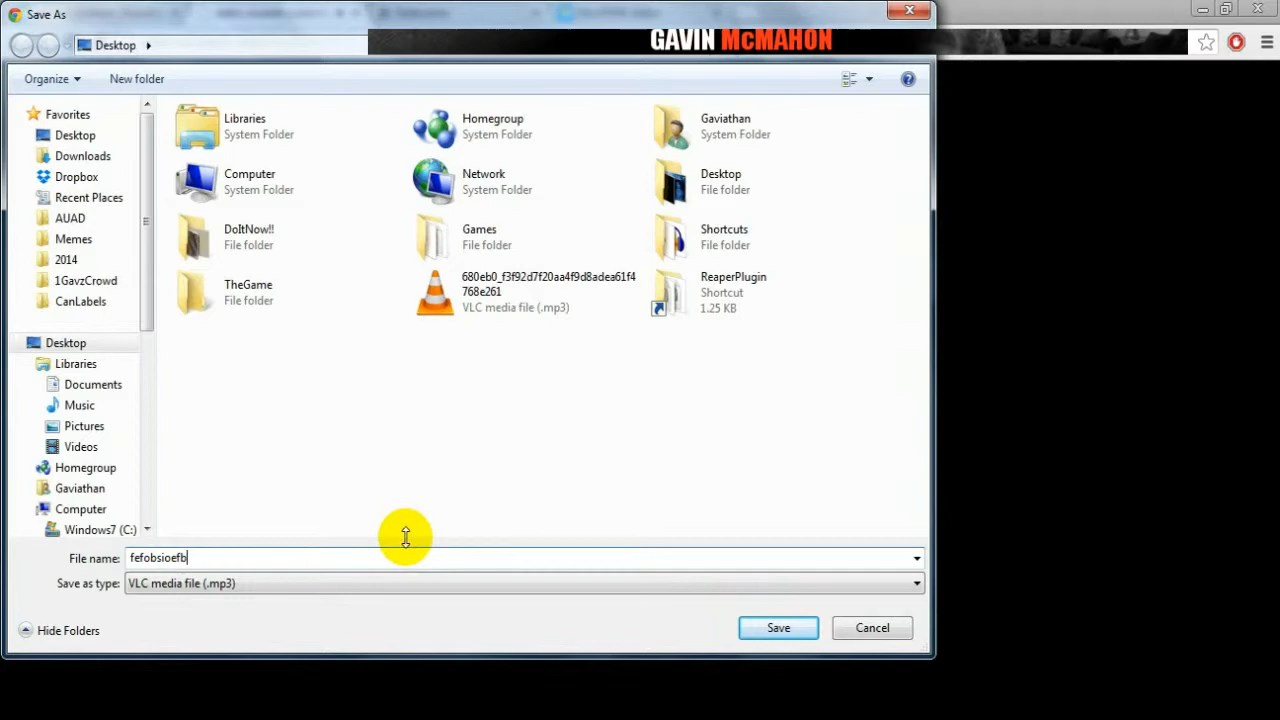 Save As
GAVIN McMAHON
Desktop
Organize
New folder
Favorites
Desktop
Downloads
Dropbox
Recent Places
AUAD
Memes
2014
1GavzCrowd
CanLabels
Desktop
Libraries
Documents
Music
Pictures
Videos
Homegroup
Gaviathan
Computer
Windows7 (C:)
Libraries
System Folder
Homegroup
System Folder
Gaviathan
System Folder
Computer
System Folder
Network
System Folder
Desktop
File folder
DoItNow!!
File folder
Games
File folder
Shortcuts
File folder
TheGame
File folder
680eb0_f3f92d7f20aa4f9d8adea61f4
768e261
VLC media file (.mp3)
ReaperPlugin
Shortcut
1.25 KB
File name: fefobsioefb
Save as type: VLC media file (.mp3)
Hide Folders
Save
Cancel